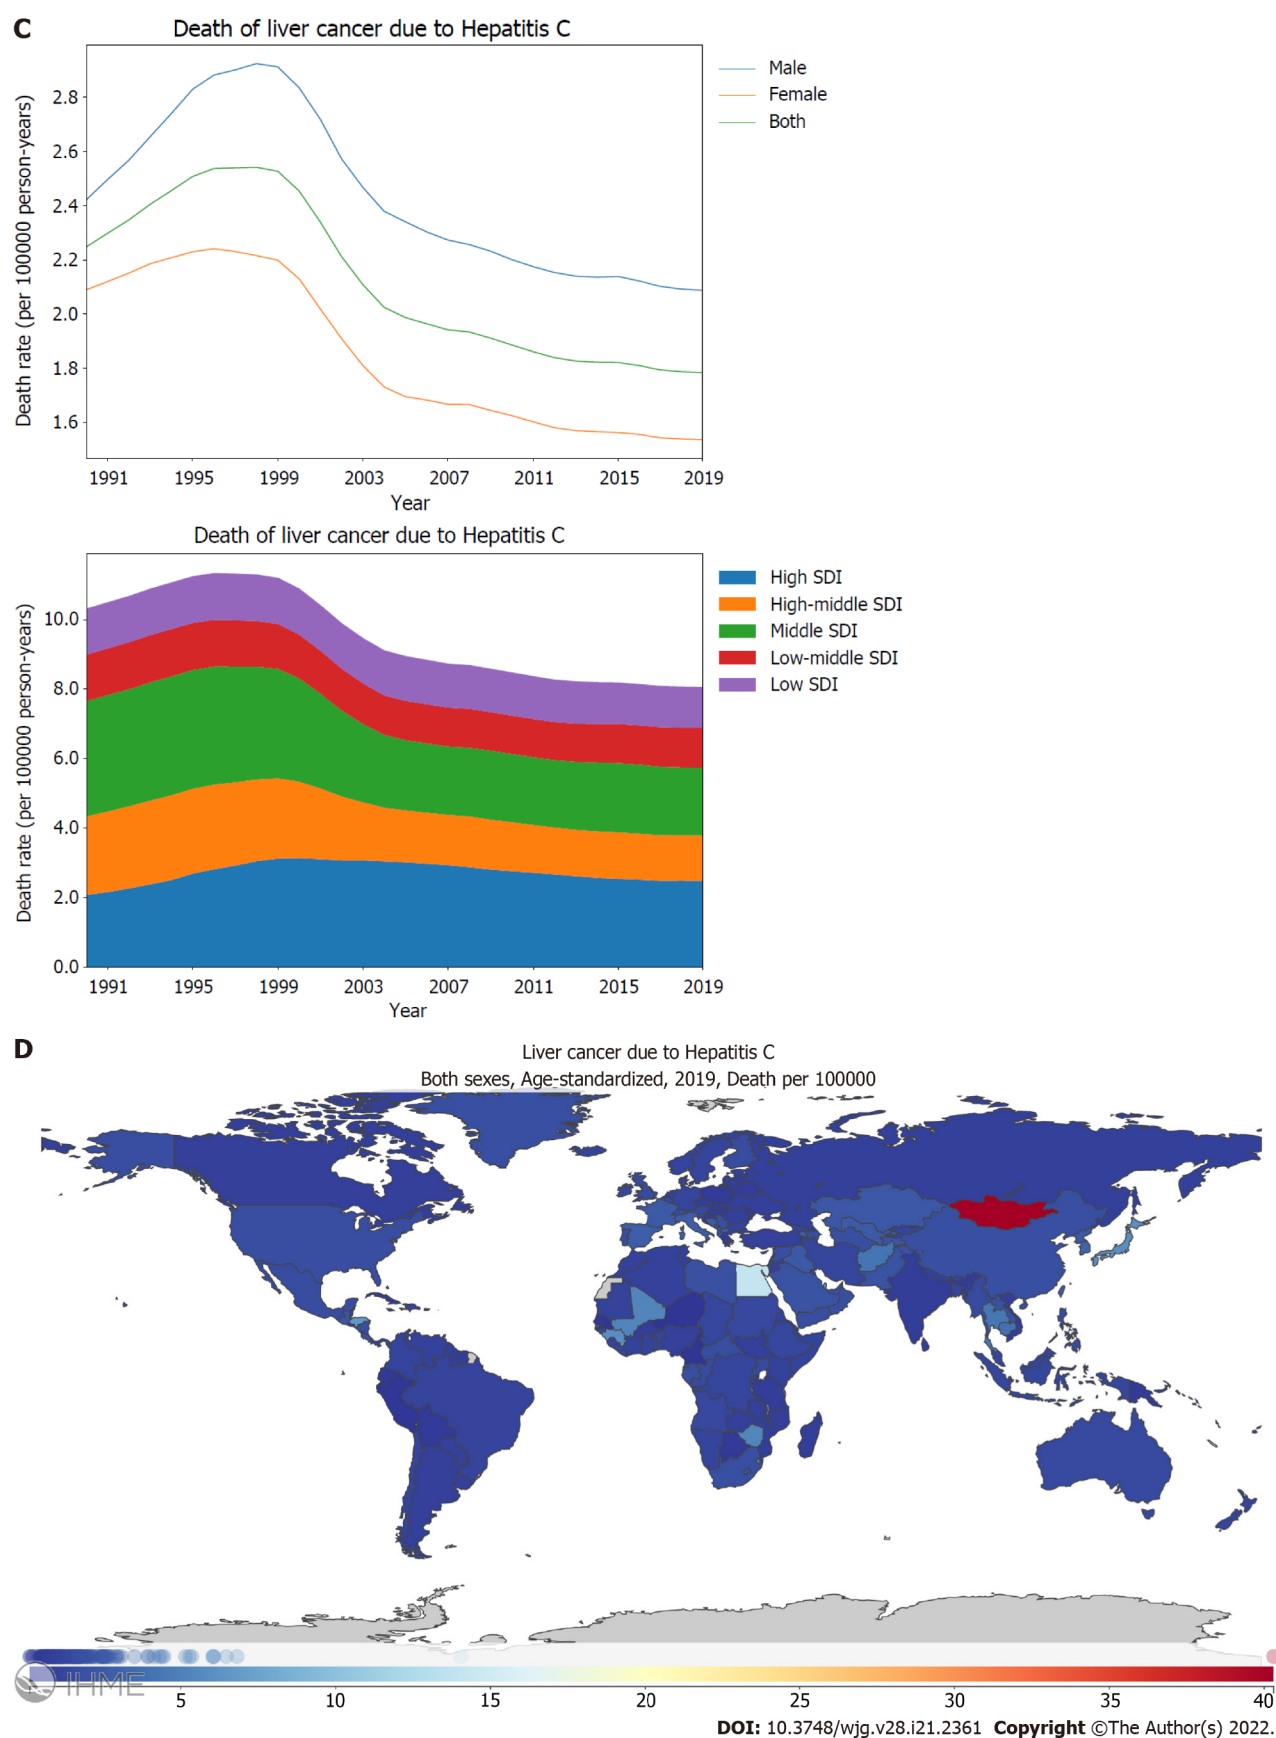 C
Death of liver cancer due to Hepatitis C
Death rate (per 100000 person-years)
2.8
2.6
2.4
2.2
2.0
1.8
1.6
1991 1995 1999 2003 2007 2011 2015 2019
Year
Male
Female
Both
Death of liver cancer due to Hepatitis C
Death rate (per 100000 person-years)
10.0
8.0
6.0
4.0
2.0
0.0
1991 1995 1999 2003 2007 2011 2015 2019
Year
High SDI
High-middle SDI
Middle SDI
Low-middle SDI
Low SDI
D
Liver cancer due to Hepatitis C
Both sexes, Age-standardized, 2019, Death per 100000
IHME
5 10 15 20 25 30 35 40
DOI: 10.3748/wjg.v28.i21.2361 Copyright ©The Author(s) 2022.